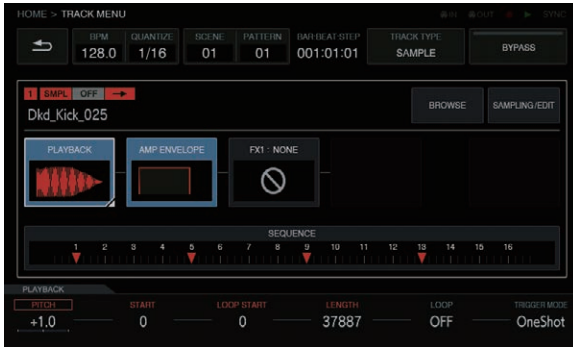 HOME > TRACK MENU
IN OUT SYNC
BPM QUANTIZE SCENE PATTERN BAR:BEAT:STEP TRACK TYPE
128.0 1/16 01 01 001:01:01 SAMPLE BYPASS
1 SMPL OFF
Dkd_Kick_025 BROWSE SAMPLING/EDIT
PLAYBACK AMP ENVELOPE FX1 : NONE
SEQUENCE
1 2 3 4 5 6 7 8 9 10 11 12 13 14 15 16
PLAYBACK
PITCH START LOOP START LENGTH LOOP TRIGGER MODE
+1.0 0 0 37887 OFF OneShot